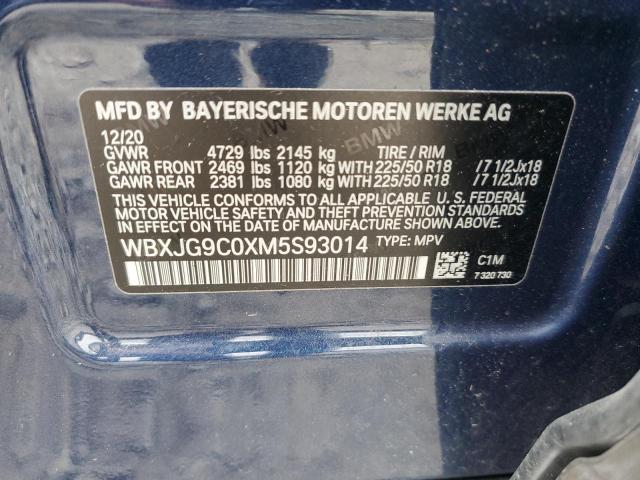 MFD BY BAYERISCHE MOTOREN WERKE AG
12/20
GVWR 4729 lbs 2145 kg TIRE / RIM
GAWR FRONT 2469 lbs 1120 kg WITH 225/50 R18 /7 1/2Jx18
GAWR REAR 2381 lbs 1080 kg WITH 225/50 R18 /7 1/2Jx18
THIS VEHICLE CONFORMS TO ALL APPLICABLE U. S. FEDERAL
MOTOR VEHICLE SAFETY AND THEFT PREVENTION STANDARDS
IN EFFECT ON THE DATE OF MANUFACTURE SHOWN ABOVE.
WBXJG9C0XM5S93014 TYPE: MPV
C1M
7 320 730
BMW